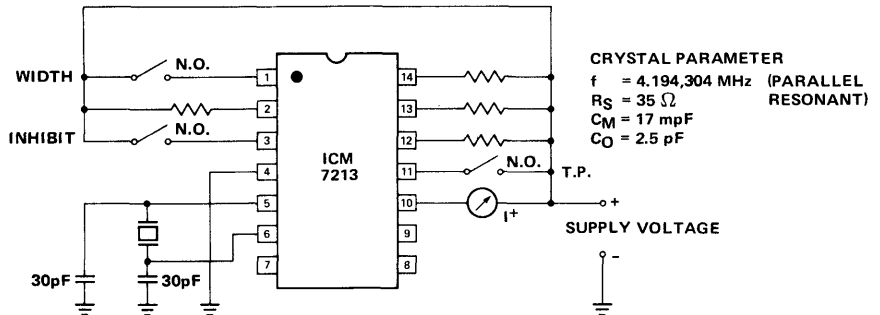 WIDTH
N.O.
1
2
INHIBIT
N.O.
3
4
5
6
7
ICM
7213
14
13
12
11
N.O.
T.P.
10
I+
9
8
30pF
30pF
+
SUPPLY VOLTAGE
-
CRYSTAL PARAMETER
f = 4.194,304 MHz (PARALLEL
RS = 35 Ω RESONANT)
CM = 17 mpF
CO = 2.5 pF